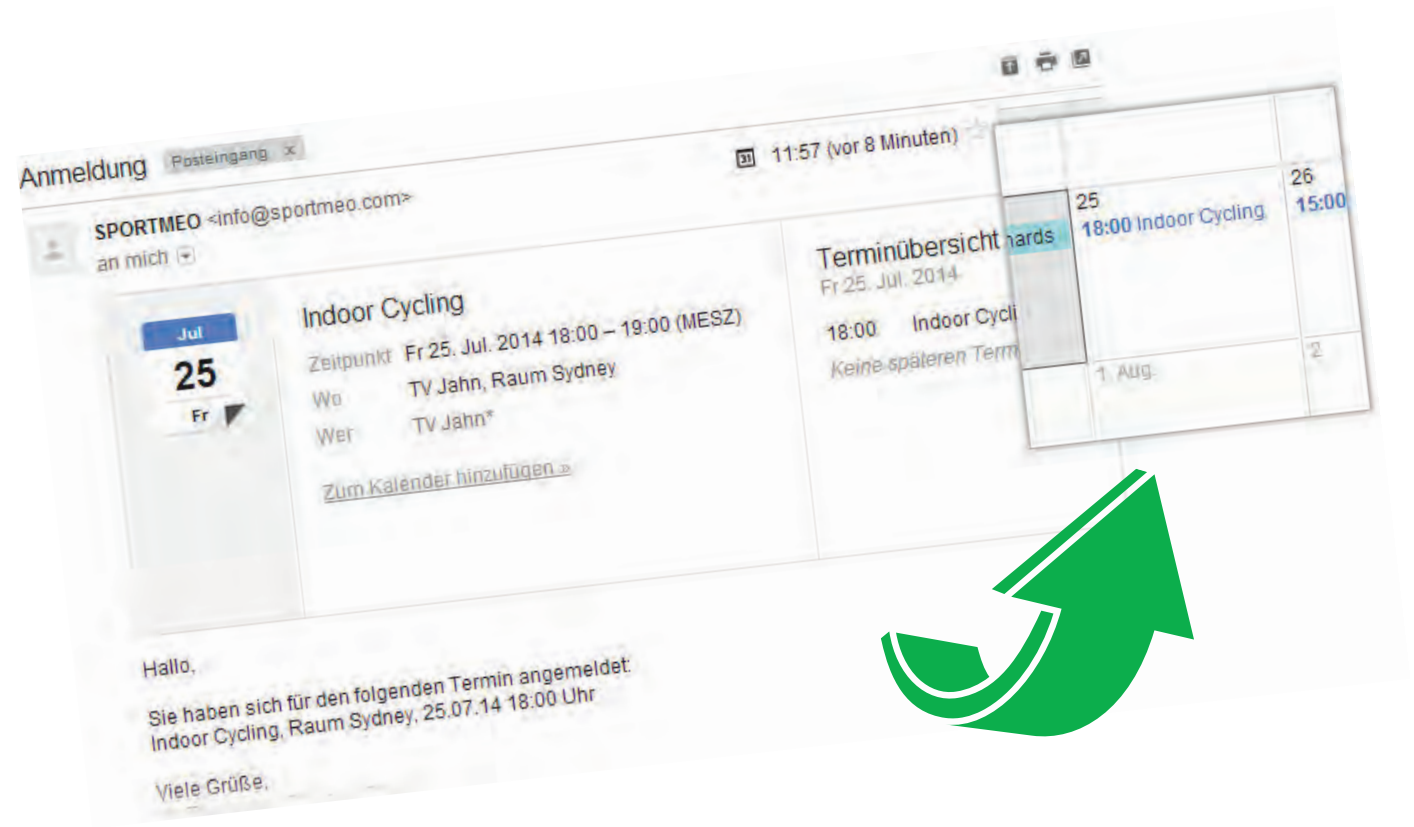 Anmeldung Posteingang x
11:57 (vor 8 Minuten)
SPORTMEO <info@sportmeo.com>
an mich
Jul
25
Fr
Indoor Cycling
Zeitpunkt Fr 25. Jul. 2014 18:00 – 19:00 (MESZ)
Wo TV Jahn, Raum Sydney
Wer TV Jahn*
Zum Kalender hinzufügen »
Terminübersicht
Fr 25. Jul. 2014
18:00 Indoor Cycli
Keine späteren Term
hards
25
18:00 Indoor Cycling
26
15:00
1. Aug.
2
31
Hallo,
Sie haben sich für den folgenden Termin angemeldet:
Indoor Cycling, Raum Sydney, 25.07.14 18:00 Uhr
Viele Grüße,